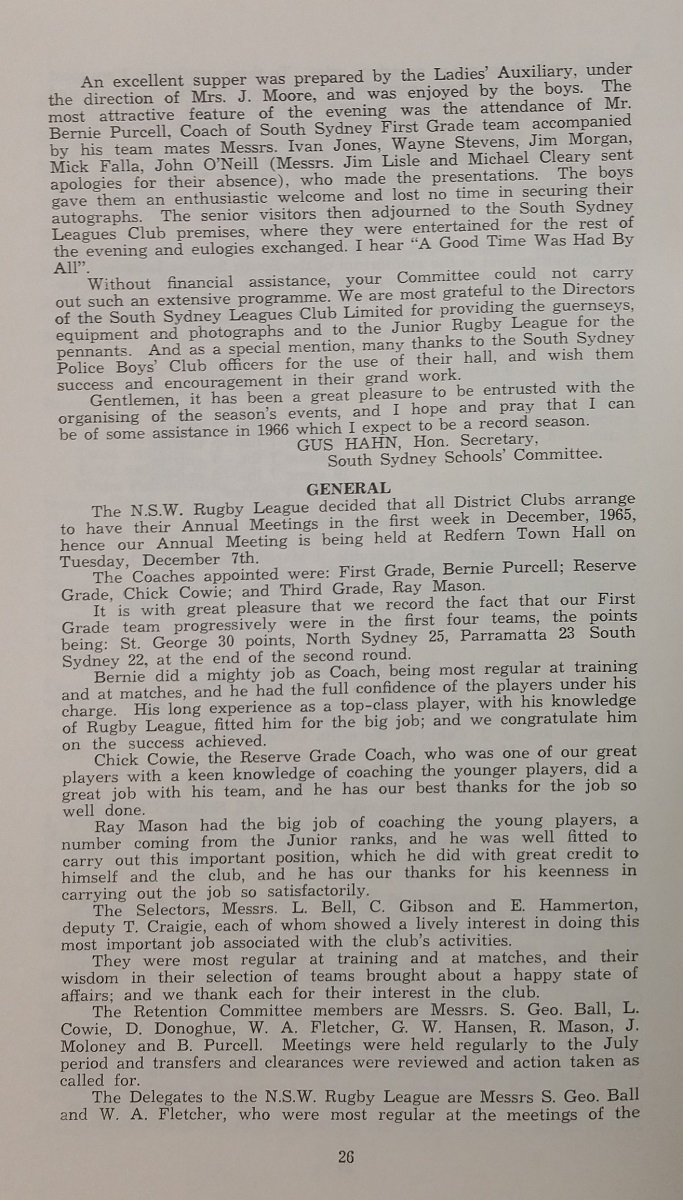 An excellent supper was prepared by the Ladies' Auxiliary, under
the direction of Mrs. J. Moore, and was enjoyed by the boys. The
most attractive feature of the evening was the attendance of Mr.
Bernie Purcell, Coach of South Sydney First Grade team accompanied
by his team mates Messrs. Ivan Jones, Wayne Stevens, Jim Morgan,
Mick Falla, John O'Neill (Messrs. Jim Lisle and Michael Cleary sent
apologies for their absence), who made the presentations. The boys
gave them an enthusiastic welcome and lost no time in securing their
autographs. The senior visitors then adjourned to the South Sydney
Leagues Club premises, where they were entertained for the rest of
the evening and eulogies exchanged. I hear "A Good Time Was Had By
All".
Without financial assistance, your Committee could not carry
out such an extensive programme. We are most grateful to the Directors
of the South Sydney Leagues Club Limited for providing the guernseys,
equipment and photographs and to the Junior Rugby League for the
pennants. And as a special mention, many thanks to the South Sydney
Police Boys' Club officers for the use of their hall, and wish them
success and encouragement in their grand work.
Gentlemen, it has been a great pleasure to be entrusted with the
organising of the season's events, and I hope and pray that I can
be of some assistance in 1966 which I expect to be a record season.
GUS HAHN, Hon. Secretary,
South Sydney Schools' Committee.
GENERAL
The N.S.W. Rugby League decided that all District Clubs arrange
to have their Annual Meetings in the first week in December, 1965,
hence our Annual Meeting is being held at Redfern Town Hall on
Tuesday, December 7th.
The Coaches appointed were: First Grade, Bernie Purcell; Reserve
Grade, Chick Cowie; and Third Grade, Ray Mason.
It is with great pleasure that we record the fact that our First
Grade team progressively were in the first four teams, the points
being: St. George 30 points, North Sydney 25, Parramatta 23 South
Sydney 22, at the end of the second round.
Bernie did a mighty job as Coach, being most regular at training
and at matches, and he had the full confidence of the players under his
charge. His long experience as a top-class player, with his knowledge
of Rugby League, fitted him for the big job; and we congratulate him
on the success achieved.
Chick Cowie, the Reserve Grade Coach, who was one of our great
players with a keen knowledge of coaching the younger players, did a
great job with his team, and he has our best thanks for the job so
well done.
Ray Mason had the big job of coaching the young players, a
number coming from the Junior ranks, and he was well fitted to
carry out this important position, which he did with great credit to
himself and the club, and he has our thanks for his keenness in
carrying out the job so satisfactorily.
The Selectors, Messrs. L. Bell, C. Gibson and E. Hammerton,
deputy T. Craigie, each of whom showed a lively interest in doing this
most important job associated with the club's activities.
They were most regular at training and at matches, and their
wisdom in their selection of teams brought about a happy state of
affairs; and we thank each for their interest in the club.
The Retention Committee members are Messrs. S. Geo. Ball, L.
Cowie, D. Donoghue, W. A. Fletcher, G. W. Hansen, R. Mason, J.
Moloney and B. Purcell. Meetings were held regularly to the July
period and transfers and clearances were reviewed and action taken as
called for.
The Delegates to the N.S.W. Rugby League are Messrs S. Geo. Ball
and W. A. Fletcher, who were most regular at the meetings of the
26